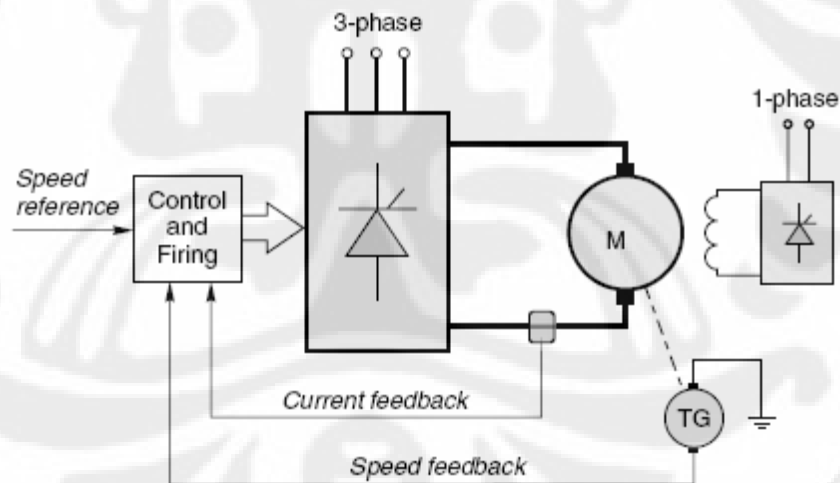 3-phase
1-phase
Speed
reference
Control
and
Firing
M
Current feedback
TG
Speed feedback